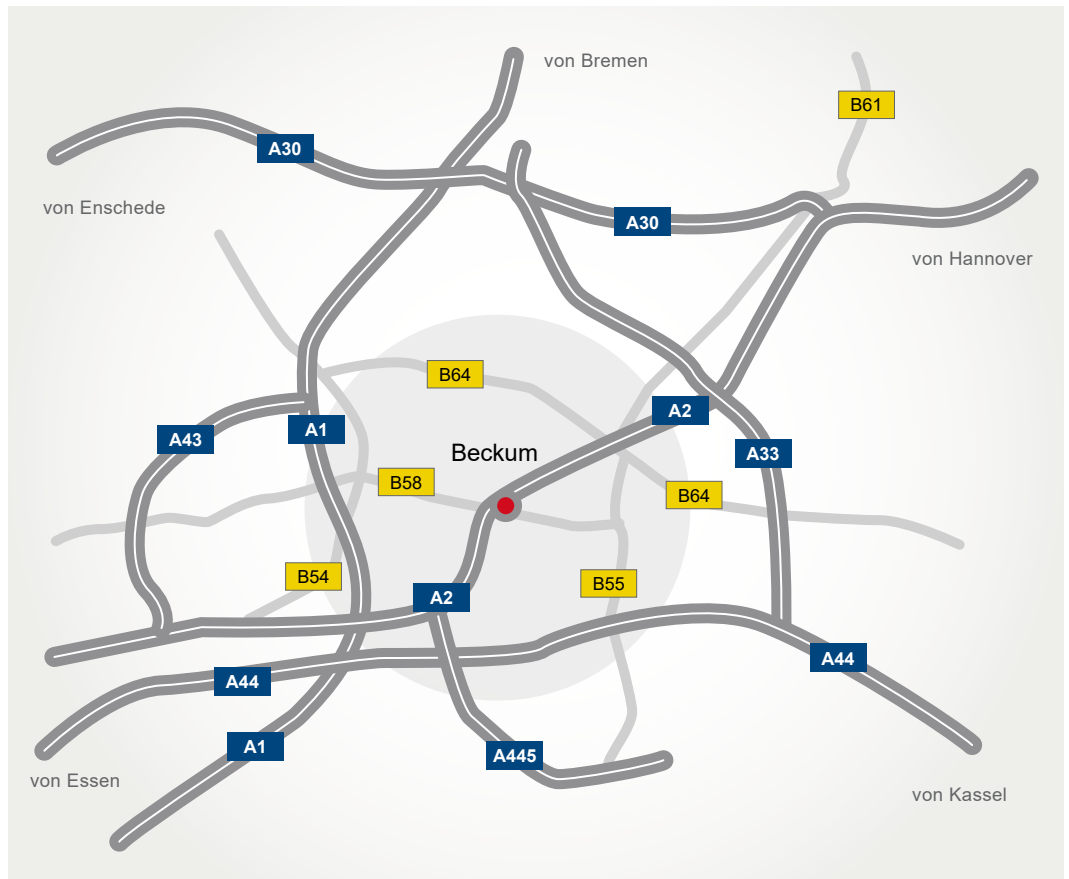 von Bremen
B61
A30
von Enschede
A30
von Hannover
B64
A2
A1
A43
Beckum
A33
B58
B64
B54
B55
A2
A44
A44
A1
A445
von Essen
von Kassel